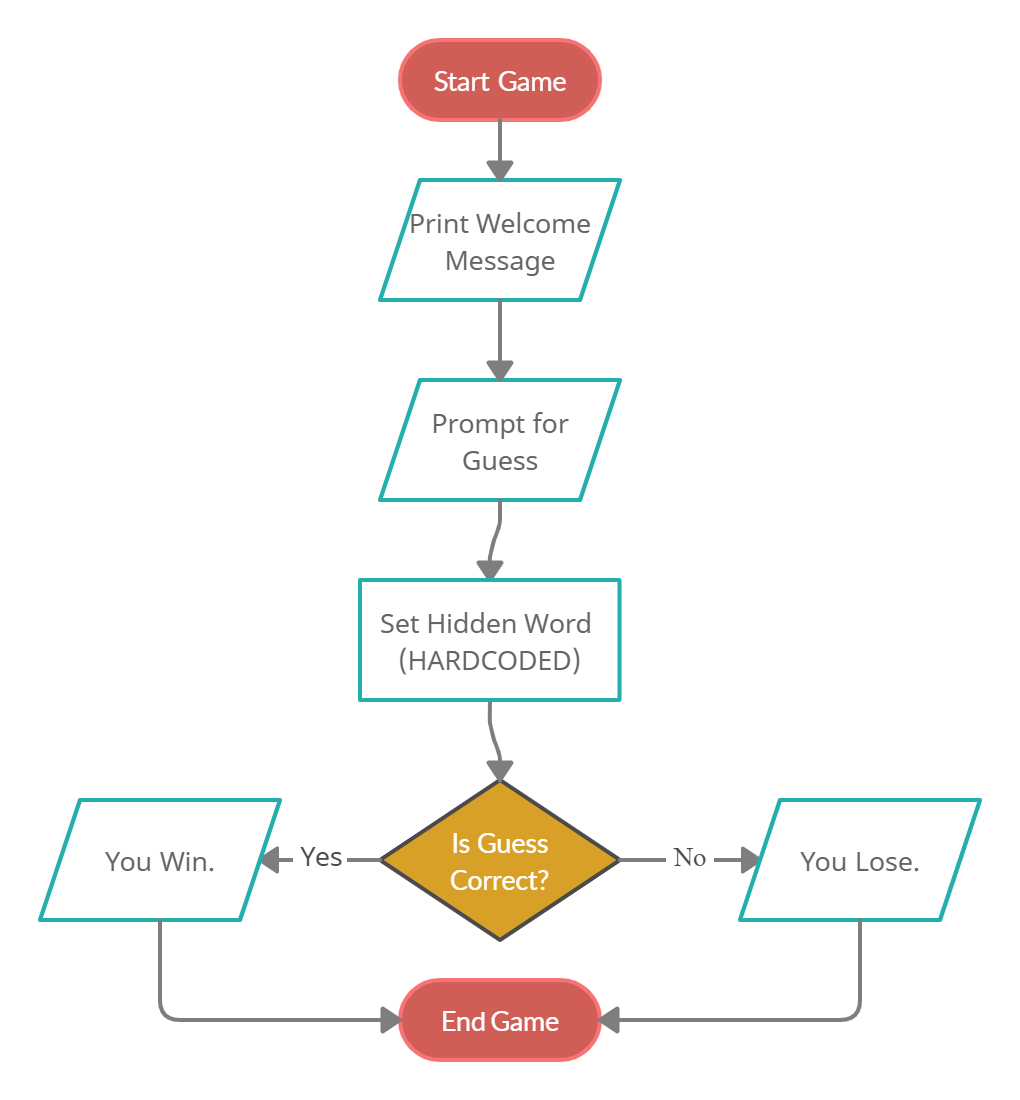 Start Game
Print Welcome
Message
Prompt for
Guess
Set Hidden Word
(HARDCODED)
Is Guess
Correct?
Yes
No
You Win.
You Lose.
End Game